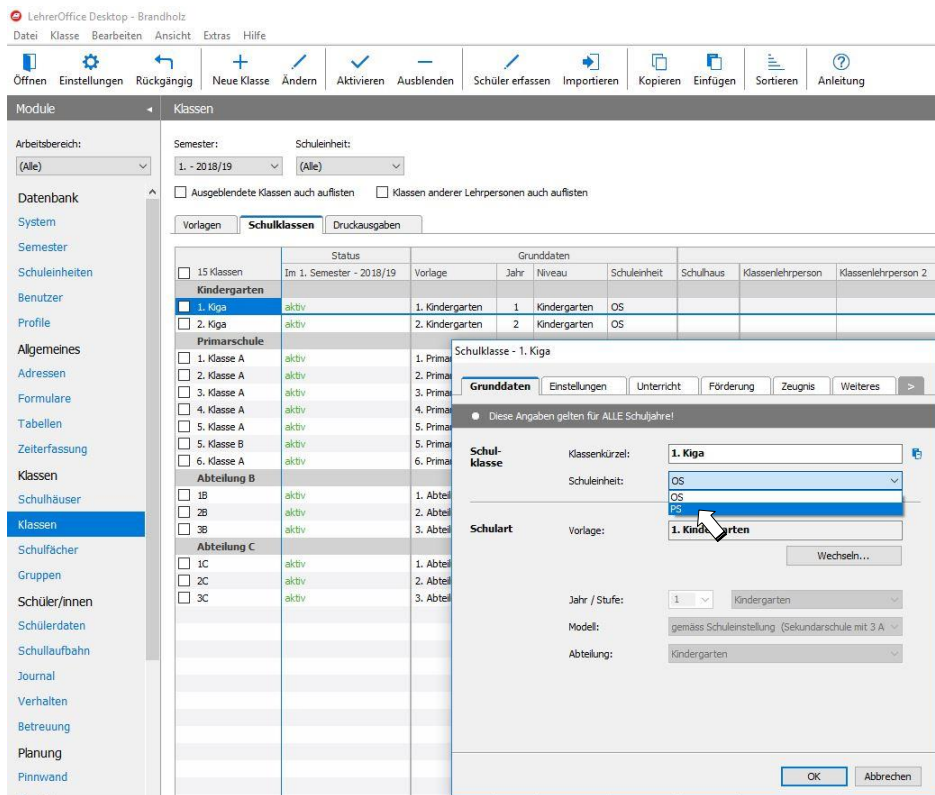 LehrerOffice Desktop - Brandholz
Datei Klasse Bearbeiten Ansicht Extras Hilfe
Öffnen Einstellungen Rückgängig Neue Klasse Ändern Aktivieren Ausblenden Schüler erfassen Importieren Kopieren Einfügen Sortieren Anleitung
Module Klassen
Arbeitsbereich: Semester: Schuleinheit:
(Alle) 1. - 2018/19 (Alle)
Ausgeblendete Klassen auch auflisten Klassen anderer Lehrpersonen auch auflisten
Datenbank
System
Semester
Schuleinheiten
Benutzer
Profile
Allgemeines
Adressen
Formulare
Tabellen
Zeiterfassung
Klassen
Schulhäuser
Klassen
Schulfächer
Gruppen
Schüler/innen
Schülerdaten
Schullaufbahn
Journal
Verhalten
Betreuung
Planung
Pinnwand
Vorlagen Schulklassen Druckausgaben
Status Grunddaten
15 Klassen Im 1. Semester - 2018/19 Vorlage Jahr Niveau Schuleinheit Schulhaus Klassenlehrperson Klassenlehrperson 2
Kindergarten
1. Kiga aktiv 1. Kindergarten 1 Kindergarten OS
2. Kiga aktiv 2. Kindergarten 2 Kindergarten OS
Primarschule
1. Klasse A aktiv 1. Prima
2. Klasse A aktiv 2. Prima
3. Klasse A aktiv 3. Prima
4. Klasse A aktiv 4. Prima
5. Klasse A aktiv 5. Prima
5. Klasse B aktiv 5. Prima
6. Klasse A aktiv 6. Prima
Abteilung B
1B aktiv 1. Abteil
2B aktiv 2. Abteil
3B aktiv 3. Abteil
Abteilung C
1C aktiv 1. Abteil
2C aktiv 2. Abteil
3C aktiv 3. Abteil
Schulklasse - 1. Kiga
Grunddaten Einstellungen Unterricht Förderung Zeugnis Weiteres >
Diese Angaben gelten für ALLE Schuljahre!
Schul-
klasse
Klassenkürzel: 1. Kiga
Schuleinheit: OS
OS
PS
Schulart Vorlage: 1. Kindergarten
Wechseln...
Jahr / Stufe: 1 Kindergarten
Modell: gemäss Schuleinstellung (Sekundarschule mit 3 A
Abteilung: Kindergarten
OK Abbrechen